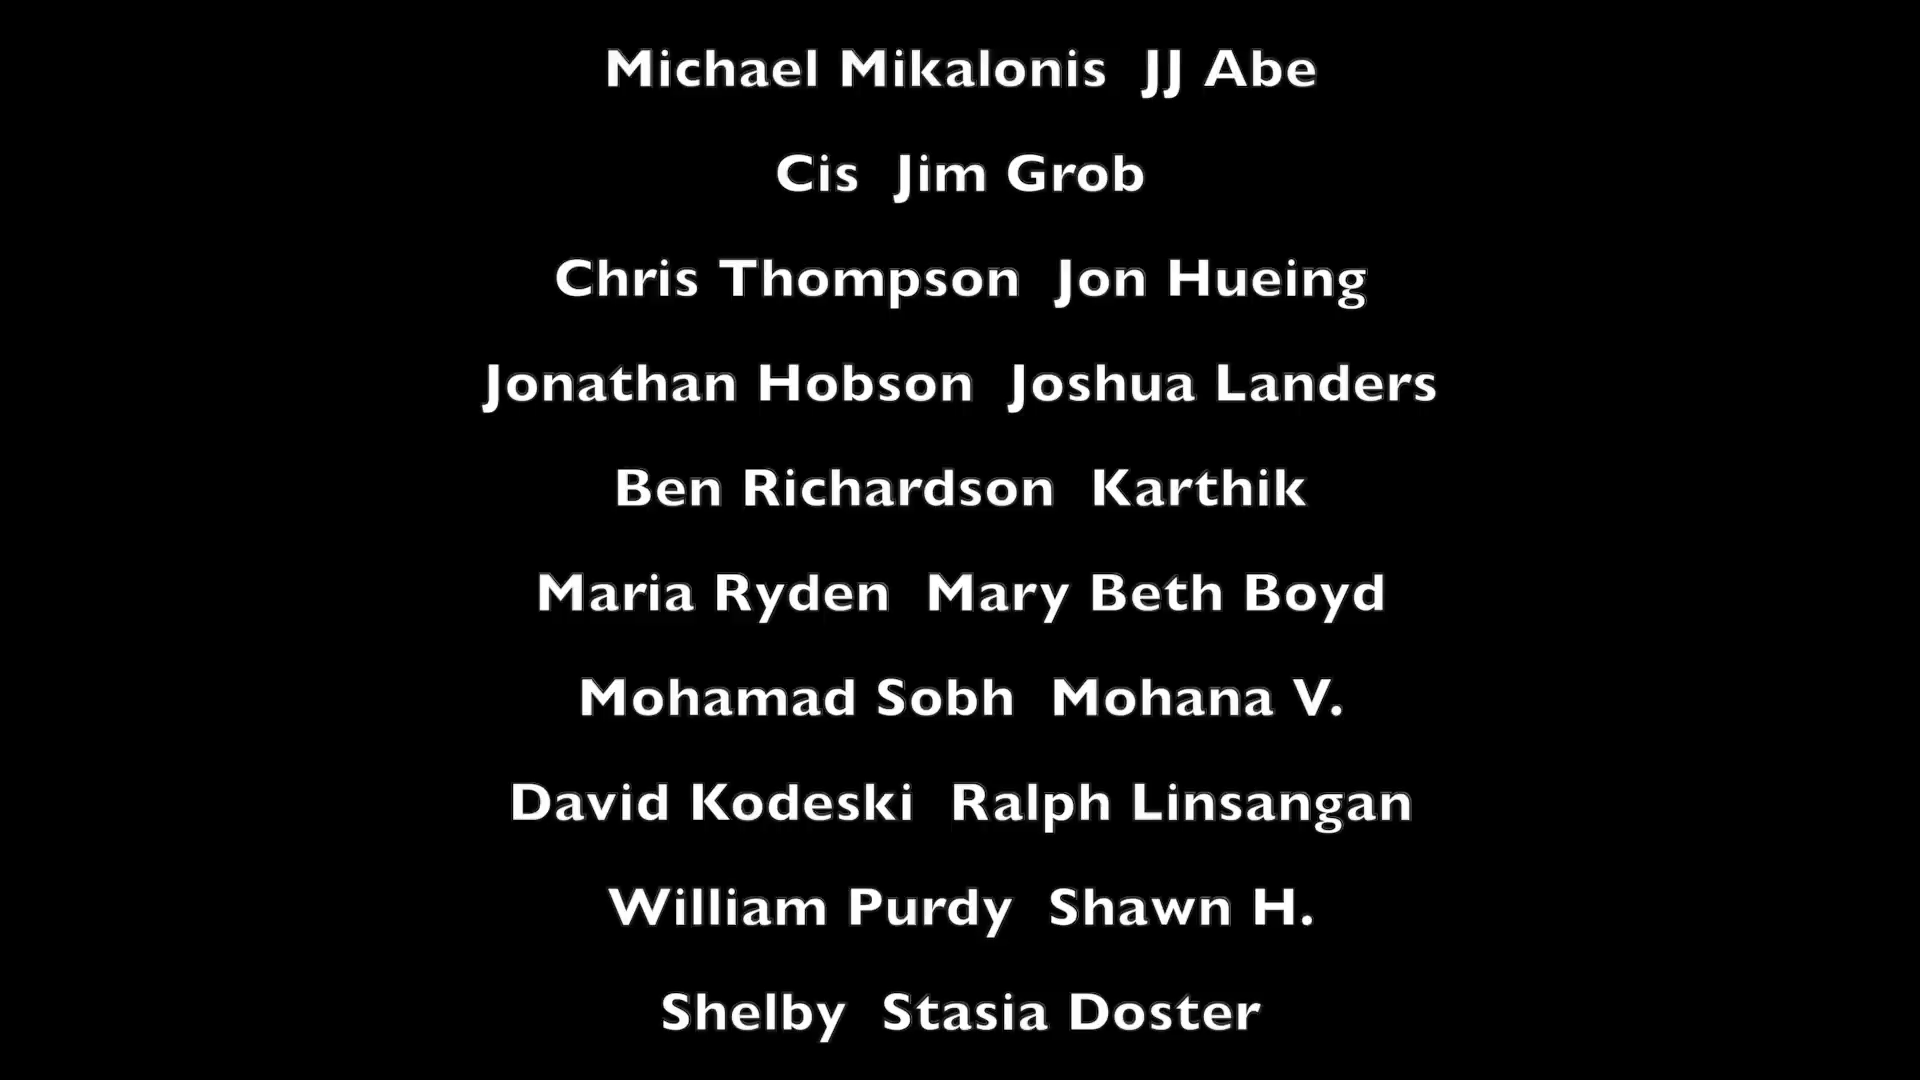 Michael Mikalonis  JJ Abe
Cis  Jim Grob
Chris Thompson  Jon Hueing
Jonathan Hobson  Joshua Landers
Ben Richardson  Karthik
Maria Ryden  Mary Beth Boyd
Mohamad Sobh  Mohana V.
David Kodeski  Ralph Linsangan
William Purdy  Shawn H.
Shelby  Stasia Doster